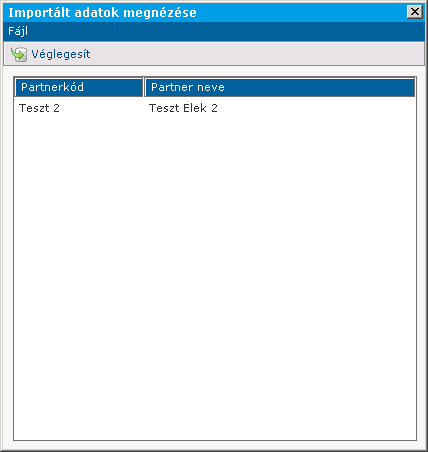 Importált adatok megnézése
Fájl
Véglegesít
Partnerkód Partner neve
Teszt 2 Teszt Elek 2